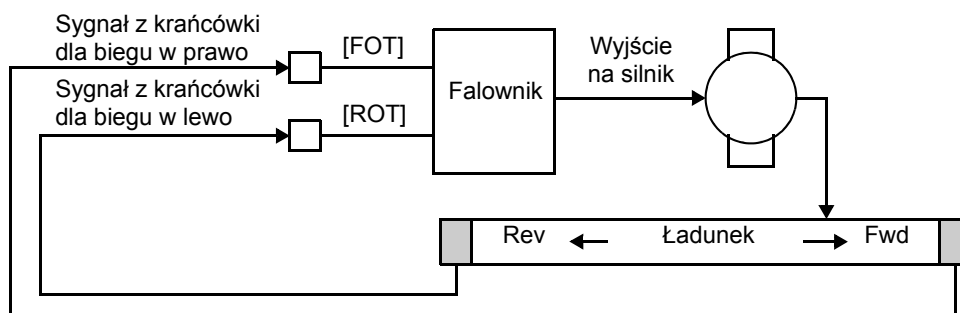 Sygnał z krańcówki
dla biegu w prawo
[FOT]
Sygnał z krańcówki
dla biegu w lewo
[ROT]
Falownik
Wyjście
na silnik
Rev
Ładunek
Fwd